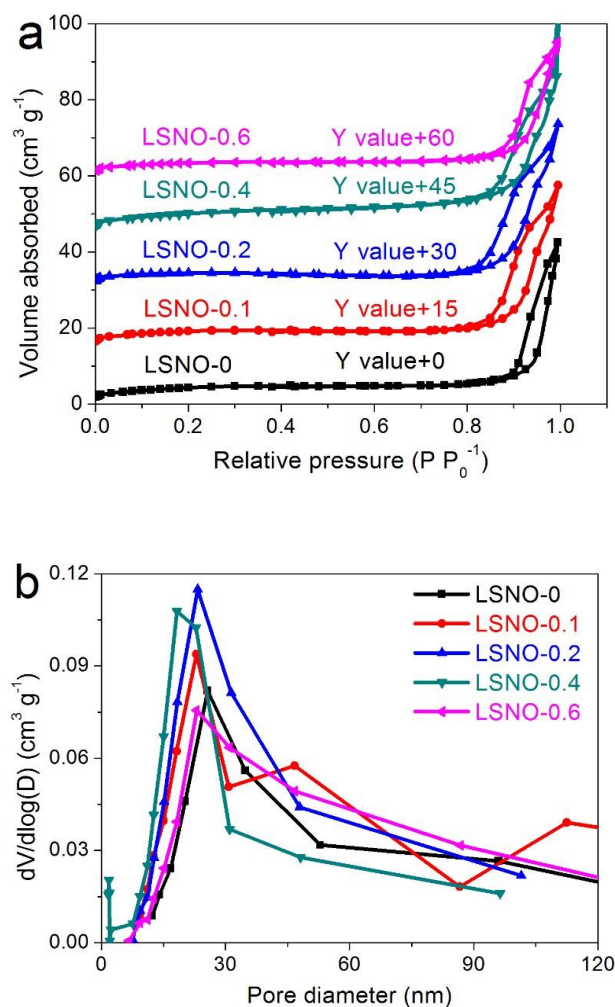 a
100
80
60
40
20
0
Volume absorbed (cm³ g⁻¹)
LSNO-0.6 Y value+60
LSNO-0.4 Y value+45
LSNO-0.2 Y value+30
LSNO-0.1 Y value+15
LSNO-0 Y value+0
0.0 0.2 0.4 0.6 0.8 1.0
Relative pressure (P P₀⁻¹)
b
0.12
0.09
0.06
0.03
0.00
dV/dlog(D) (cm³ g⁻¹)
LSNO-0
LSNO-0.1
LSNO-0.2
LSNO-0.4
LSNO-0.6
0 30 60 90 120
Pore diameter (nm)